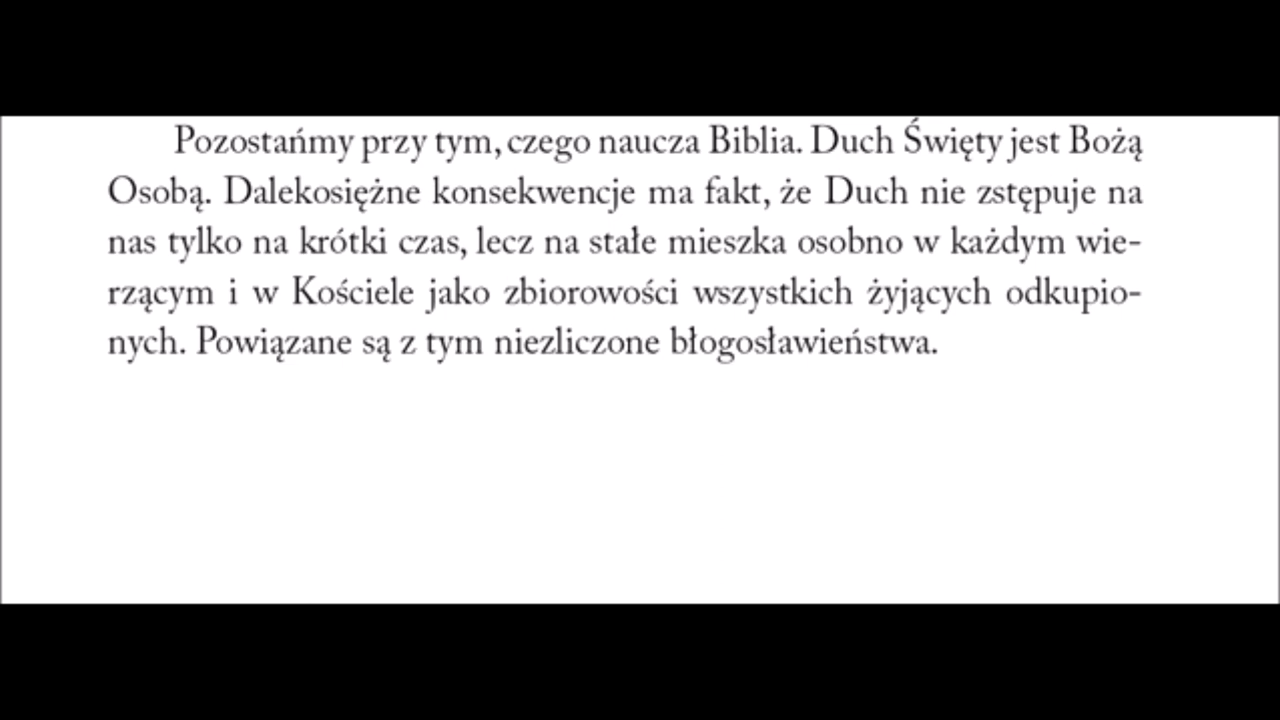 Pozostańmy przy tym, czego naucza Biblia. Duch Święty jest Bożą
Osobą. Dalekosiężne konsekwencje ma fakt, że Duch nie zstępuje na
nas tylko na krótki czas, lecz na stałe mieszka osobno w każdym wie-
rzącym i w Kościele jako zbiorowości wszystkich żyjących odkupio-
nych. Powiązane są z tym niezliczone błogosławieństwa.